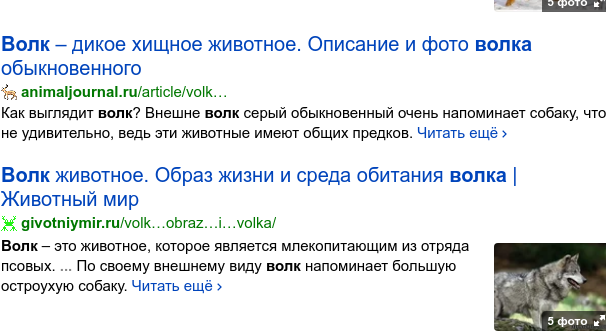 5 фото
Волк – дикое хищное животное. Описание и фото волка
обыкновенного
animaljournal.ru/article/volk…
Как выглядит волк? Внешне волк серый обыкновенный очень напоминает собаку, что
не удивительно, ведь эти животные имеют общих предков. Читать ещё ›
Волк животное. Образ жизни и среда обитания волка |
Животный мир
givotniymir.ru/volk…obraz…i…volka/
Волк – это животное, которое является млекопитающим из отряда
псовых. ... По своему внешнему виду волк напоминает большую
остроухую собаку. Читать ещё ›
5 фото